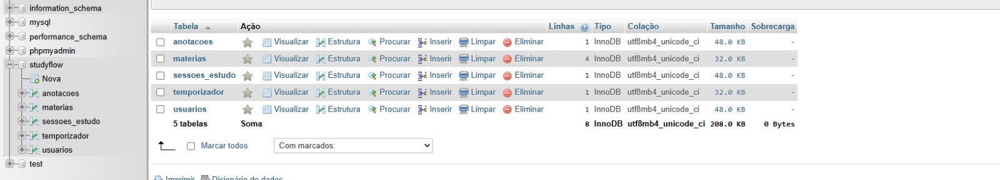 information_schema
mysql
performance_schema
phpmyadmin
studyflow
Nova
anotacoes
materias
sessoes_estudo
temporizador
usuarios
test
Tabela Ação Linhas Tipo Colação Tamanho Sobrecarga
anotacoes Visualizar Estrutura Procurar Inserir Limpar Eliminar 1 InnoDB utf8mb4_unicode_ci 48.0 KB -
materias Visualizar Estrutura Procurar Inserir Limpar Eliminar 4 InnoDB utf8mb4_unicode_ci 32.0 KB -
sessoes_estudo Visualizar Estrutura Procurar Inserir Limpar Eliminar 1 InnoDB utf8mb4_unicode_ci 48.0 KB -
temporizador Visualizar Estrutura Procurar Inserir Limpar Eliminar 1 InnoDB utf8mb4_unicode_ci 32.0 KB -
usuarios Visualizar Estrutura Procurar Inserir Limpar Eliminar 1 InnoDB utf8mb4_unicode_ci 48.0 KB -
5 tabelas Soma 8 InnoDB utf8mb4_unicode_ci 208.0 KB 0 Bytes
Marcar todos Com marcados:
Imprimir Dicionário de dados